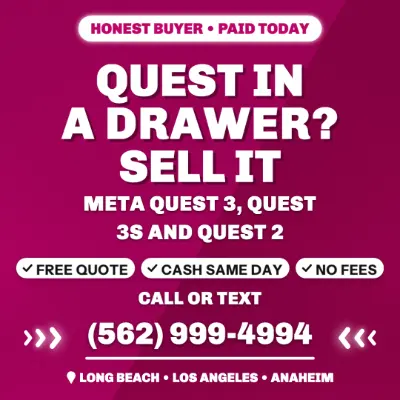 HONEST BUYER • PAID TODAY
QUEST IN
A DRAWER?
SELL IT
META QUEST 3, QUEST
3S AND QUEST 2
✓ FREE QUOTE ✓ CASH SAME DAY ✓ NO FEES
CALL OR TEXT
(562) 999-4994
LONG BEACH • LOS ANGELES • ANAHEIM